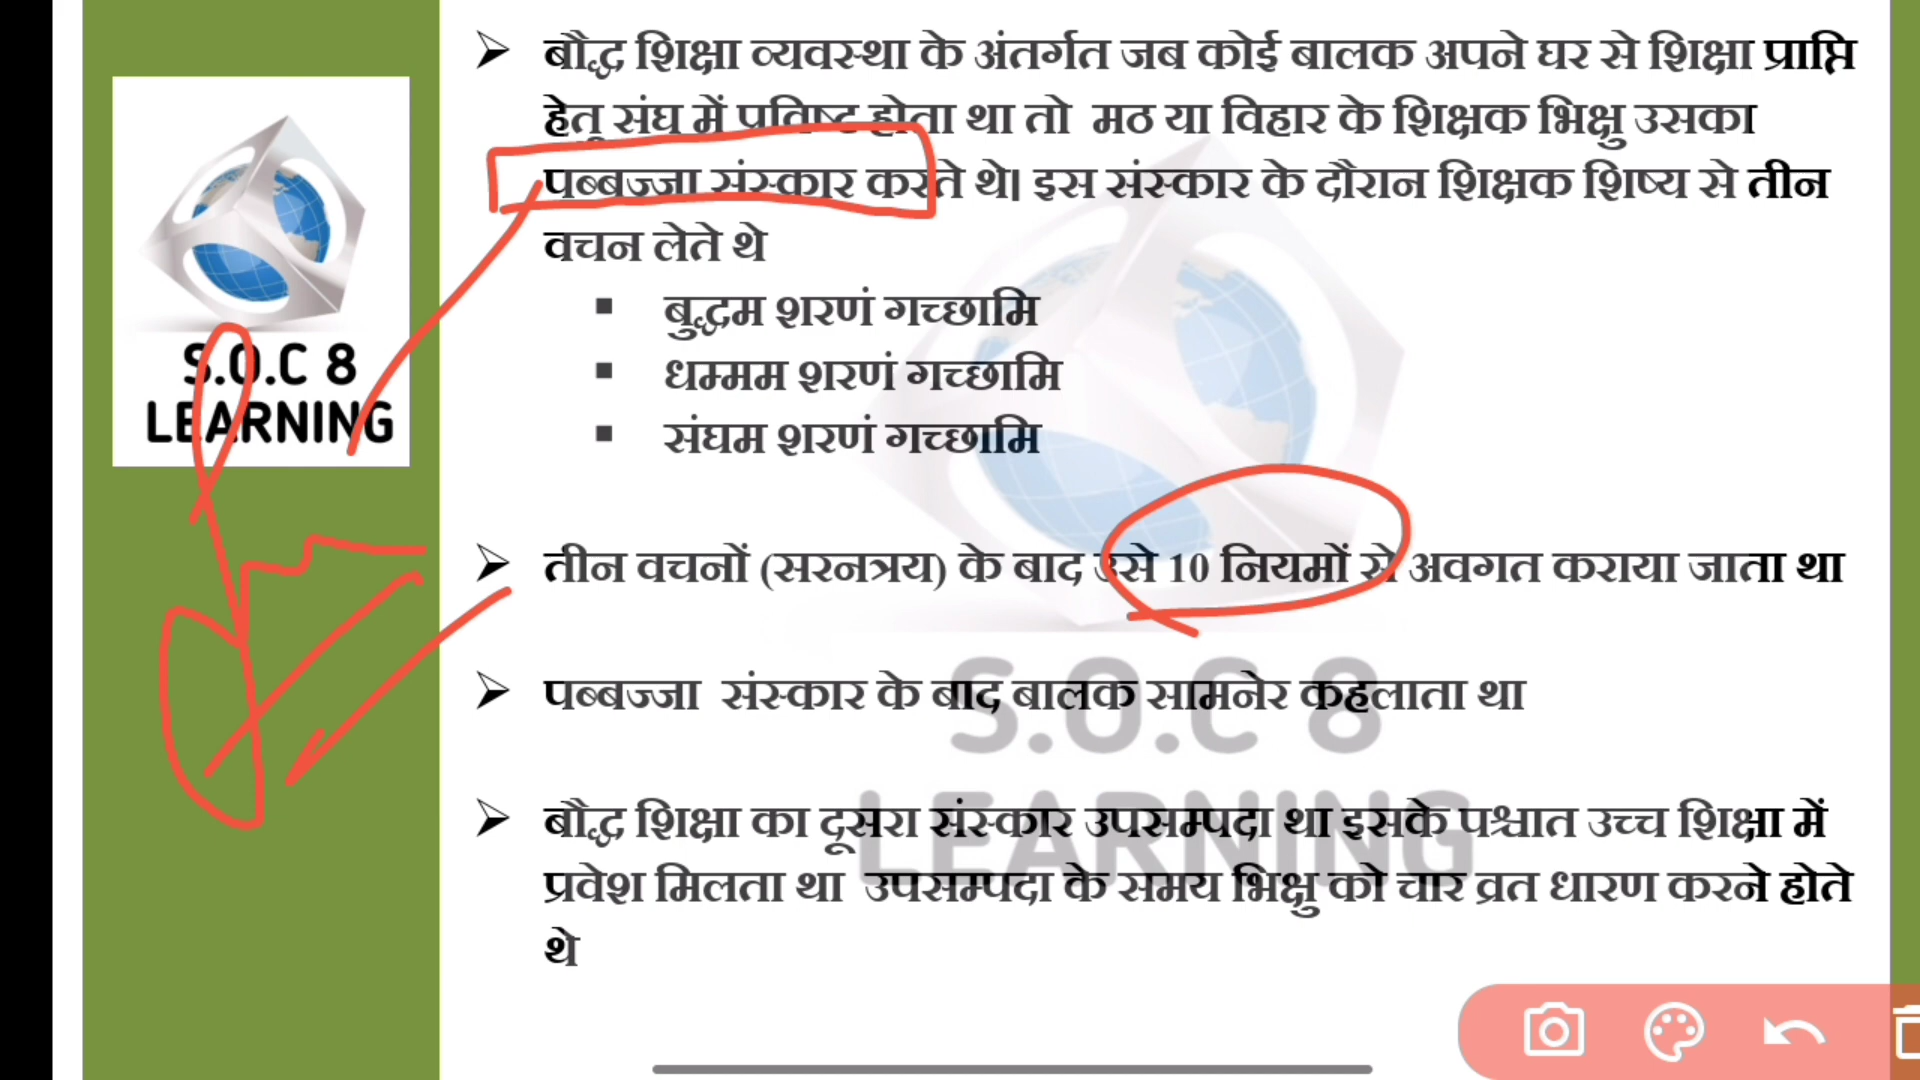 S.O.C 8
LEARNING
बौद्ध शिक्षा व्यवस्था के अंतर्गत जब कोई बालक अपने घर से शिक्षा प्राप्ति
हेतु संघ में प्रविष्ट होता था तो मठ या विहार के शिक्षक भिक्षु उसका
पब्बज्जा संस्कार करते थे। इस संस्कार के दौरान शिक्षक शिष्य से तीन
वचन लेते थे
बुद्धम शरणं गच्छामि
धम्मम शरणं गच्छामि
संघम शरणं गच्छामि
तीन वचनों (सरनत्रय) के बाद उसे 10 नियमों से अवगत कराया जाता था
पब्बज्जा संस्कार के बाद बालक सामनेर कहलाता था
बौद्ध शिक्षा का दूसरा संस्कार उपसम्पदा था इसके पश्चात उच्च शिक्षा में
प्रवेश मिलता था उपसम्पदा के समय भिक्षु को चार व्रत धारण करने होते
थे
S.O.C 8
LEARNING